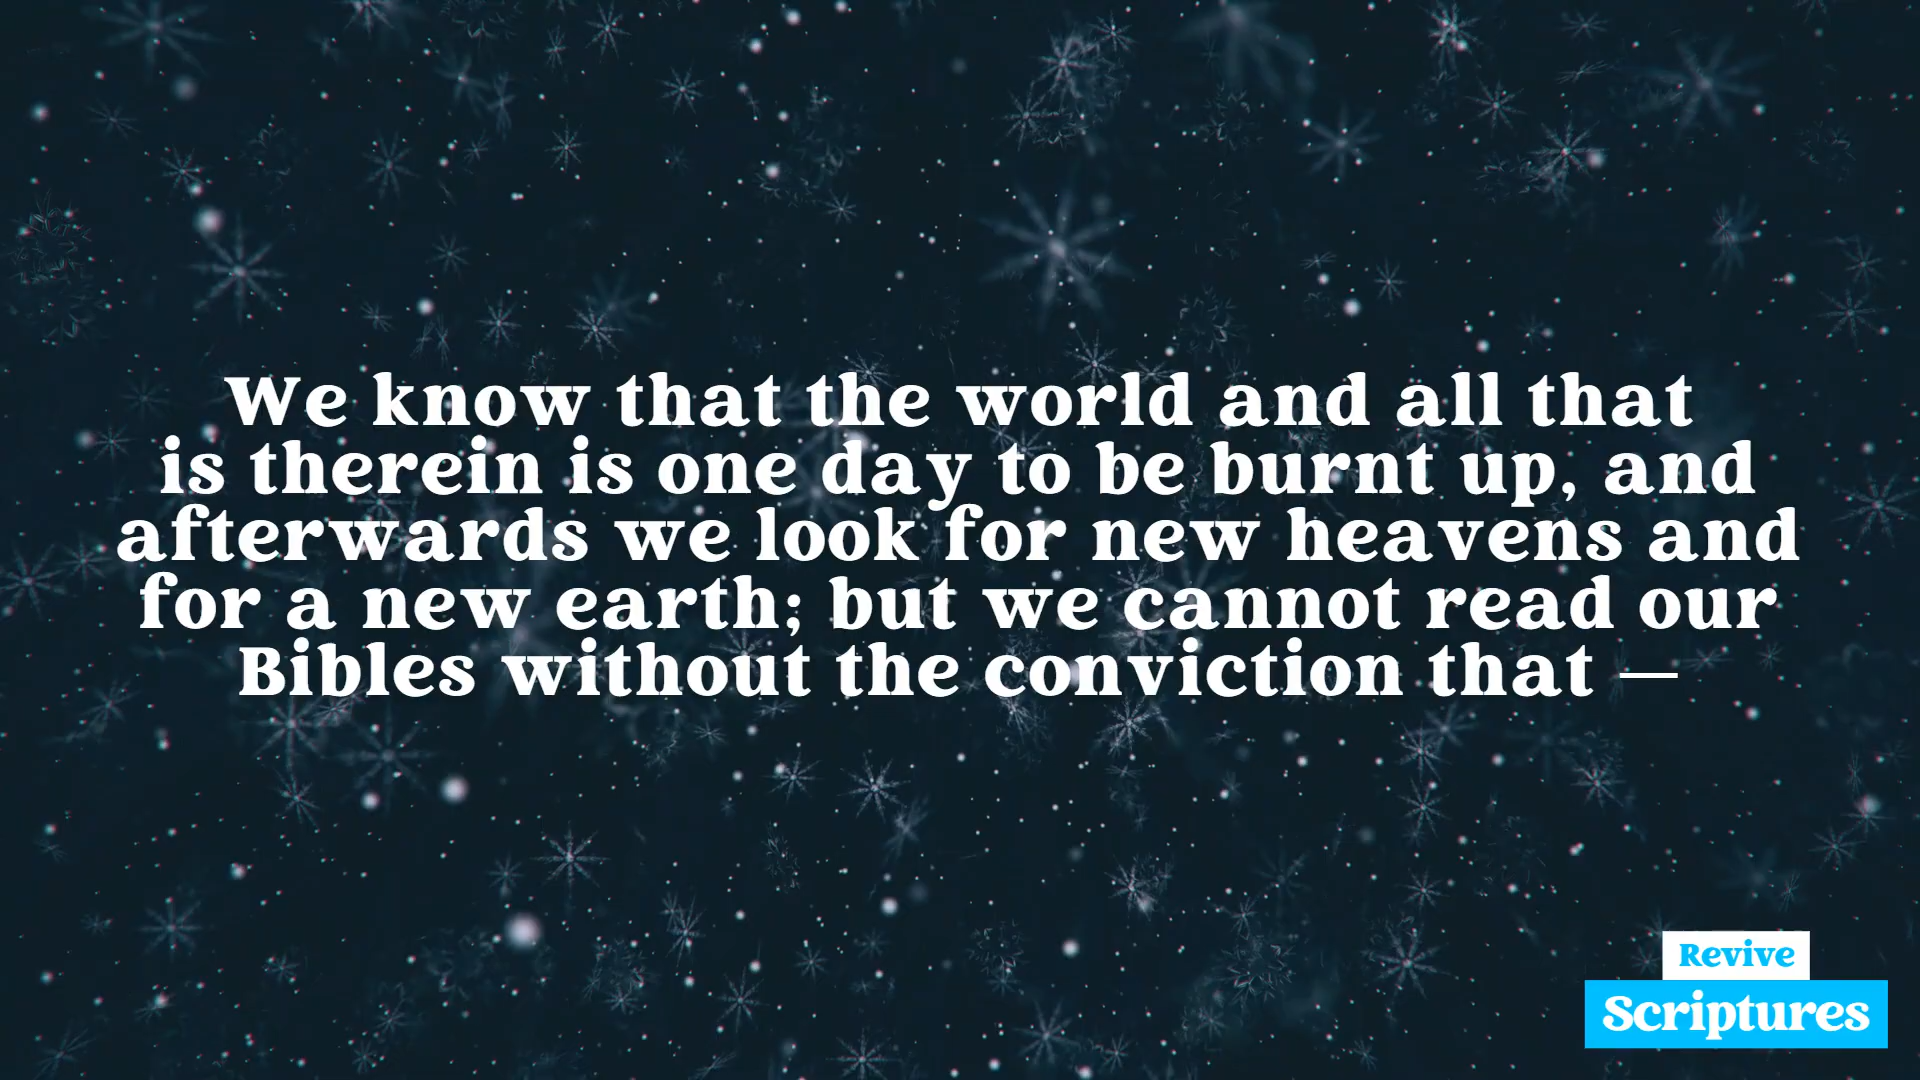 We know that the world and all that
is therein is one day to be burnt up, and
afterwards we look for new heavens and
for a new earth; but we cannot read our
Bibles without the conviction that —
Revive
Scriptures